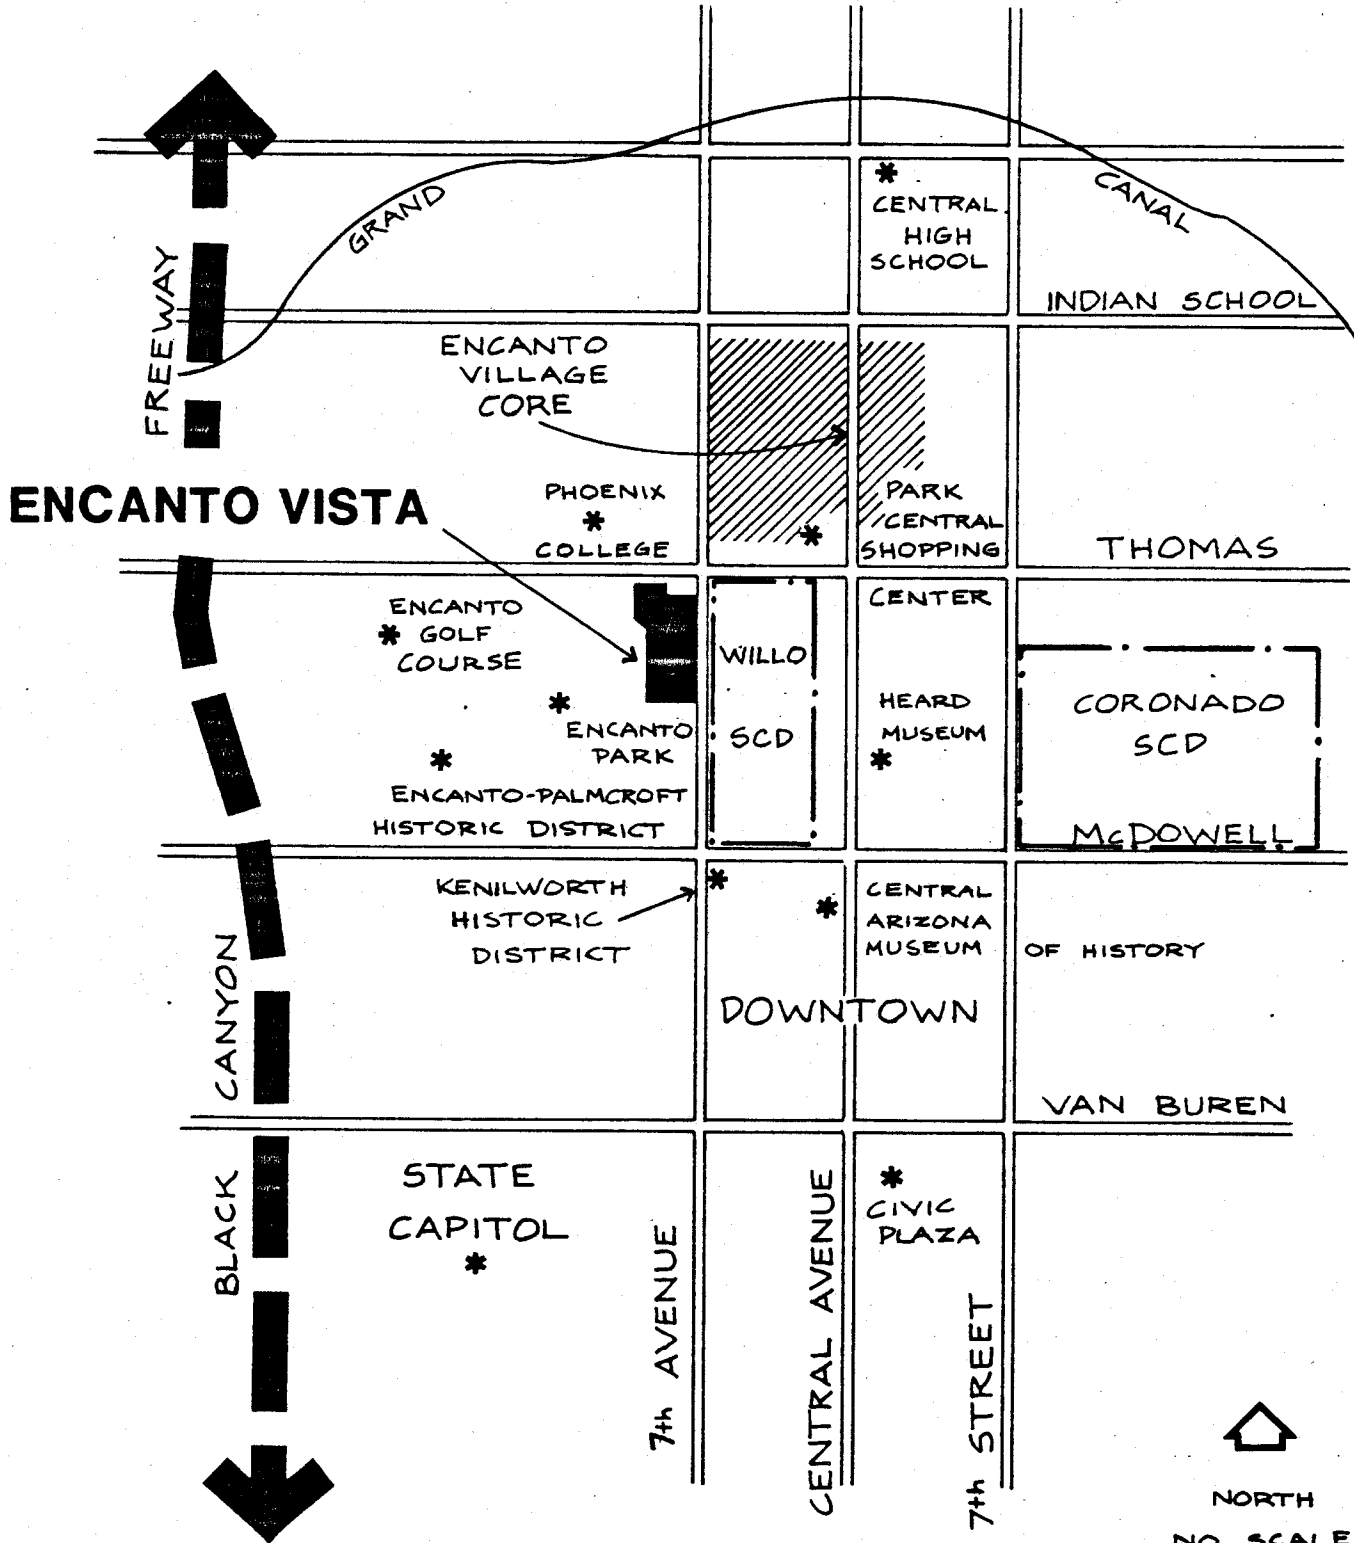 GRAND
CANAL
CENTRAL
HIGH
SCHOOL
INDIAN SCHOOL
FREEWAY
ENCANTO
VILLAGE
CORE
ENCANTO VISTA
PHOENIX
COLLEGE
PARK
CENTRAL
SHOPPING
CENTER
THOMAS
ENCANTO
GOLF
COURSE
WILLO
SCD
HEARD
MUSEUM
CORONADO
SCD
ENCANTO
PARK
ENCANTO-PALMCROFT
HISTORIC DISTRICT
McDOWELL
KENILWORTH
HISTORIC
DISTRICT
CENTRAL
ARIZONA
MUSEUM OF HISTORY
DOWNTOWN
BLACK CANYON
VAN BUREN
STATE
CAPITOL
CIVIC
PLAZA
7th AVENUE
CENTRAL AVENUE
7th STREET
NORTH
NO SCALE